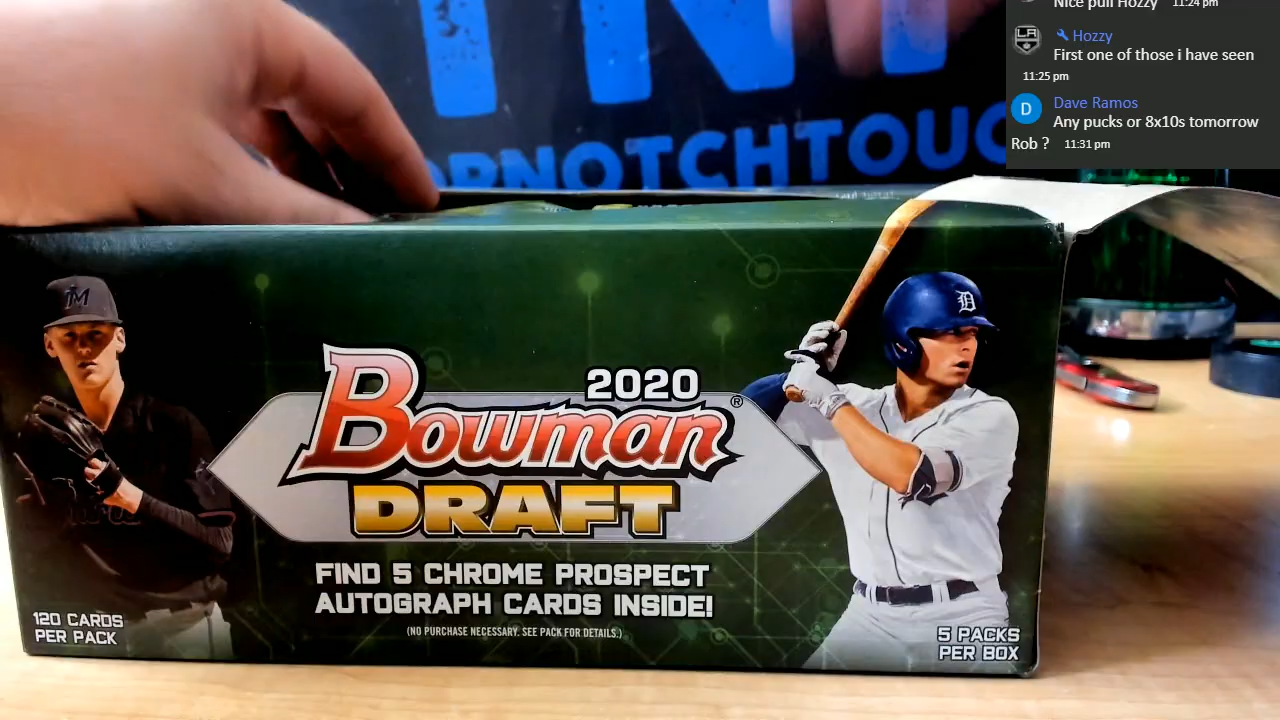 Nice pull Hozzy 11:24 pm
Hozzy
First one of those i have seen
11:25 pm
D Dave Ramos
Any pucks or 8x10s tomorrow
Rob ? 11:31 pm
TNT
OPNOTCHTOUC
M
D
2020
Bowman®
DRAFT
FIND 5 CHROME PROSPECT
AUTOGRAPH CARDS INSIDE!
(NO PURCHASE NECESSARY. SEE PACK FOR DETAILS.)
120 CARDS
PER PACK
5 PACKS
PER BOX